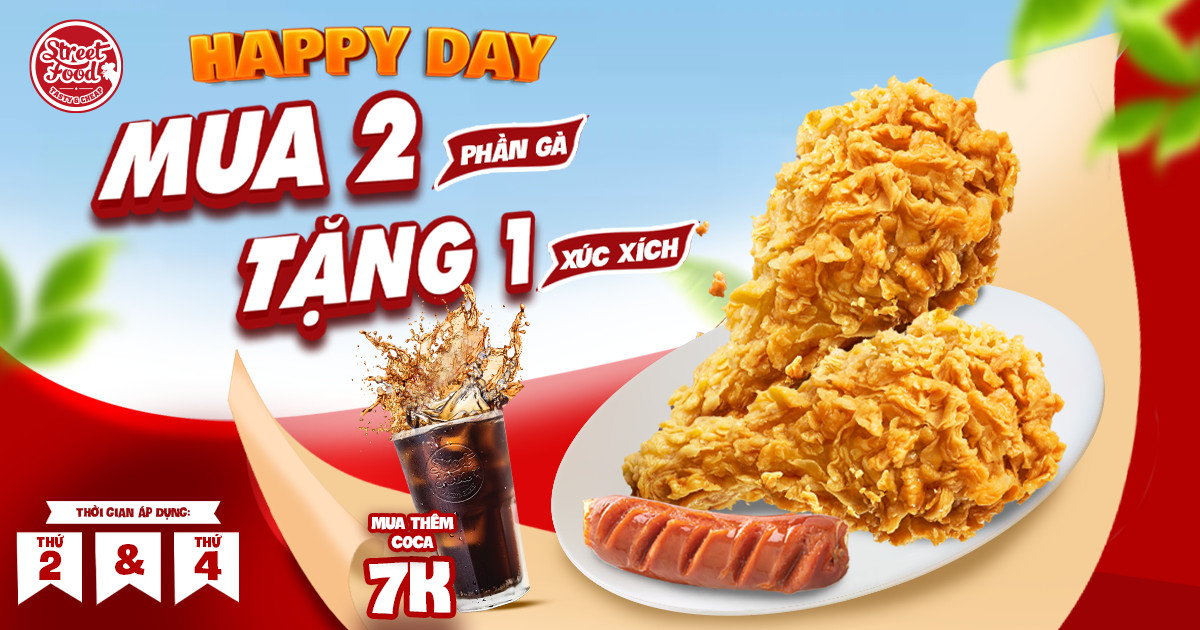 Street
Food
TASTY & CHEAP
HAPPY DAY
MUA 2 PHẦN GÀ
TẶNG 1 XÚC XÍCH
THỜI GIAN ÁP DỤNG:
THỨ 2 & THỨ 4
MUA THÊM
COCA
7K